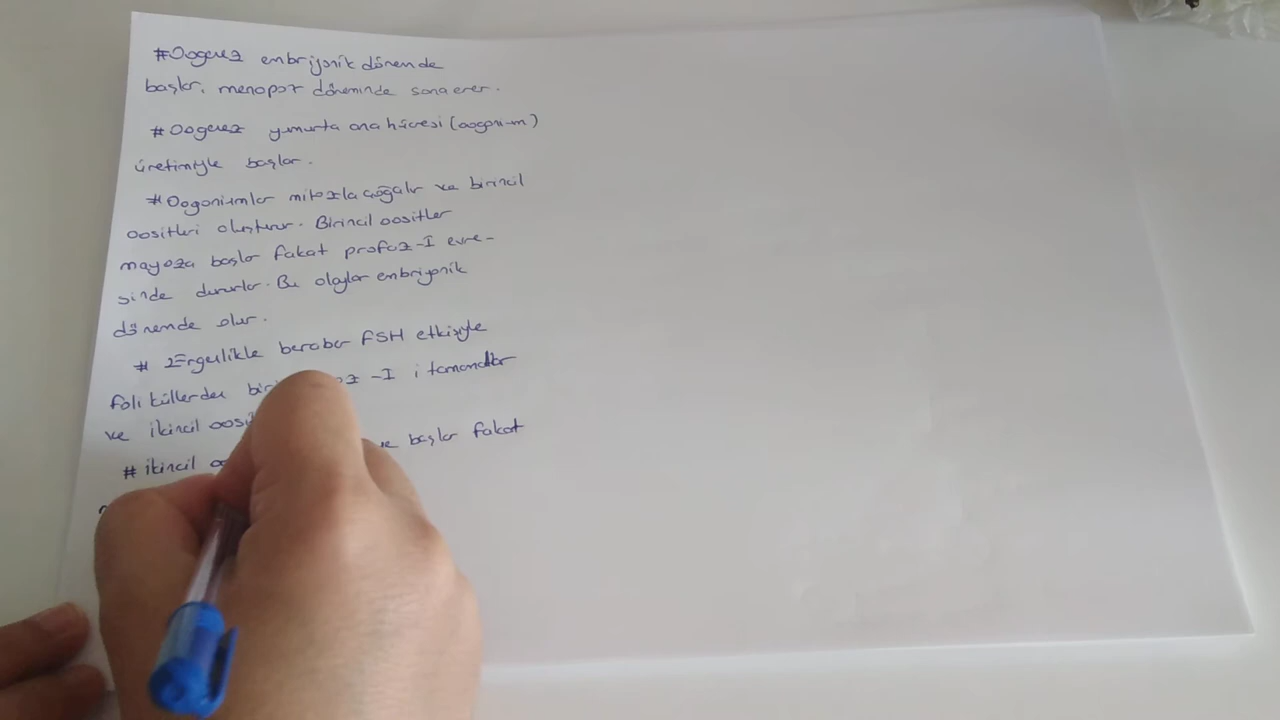 #Oogenez embriyonik dönemde
başlar, menopoz döneminde sona erer.
#Oogenez yumurta ana hücresi (oogonium)
üretimiyle başlar.
#Oogoniumlar mitozla çoğalır ve birincil
oositleri oluşturur. Birincil oositler
mayoza başlar fakat profaz-I evre-
sinde dururlar. Bu olaylar embriyonik
dönemde olur.
# Ergenlikle beraber FSH etkisiyle
foliküllerden -I i tamamlar
ve ikincil
# ikincil başlar fakat